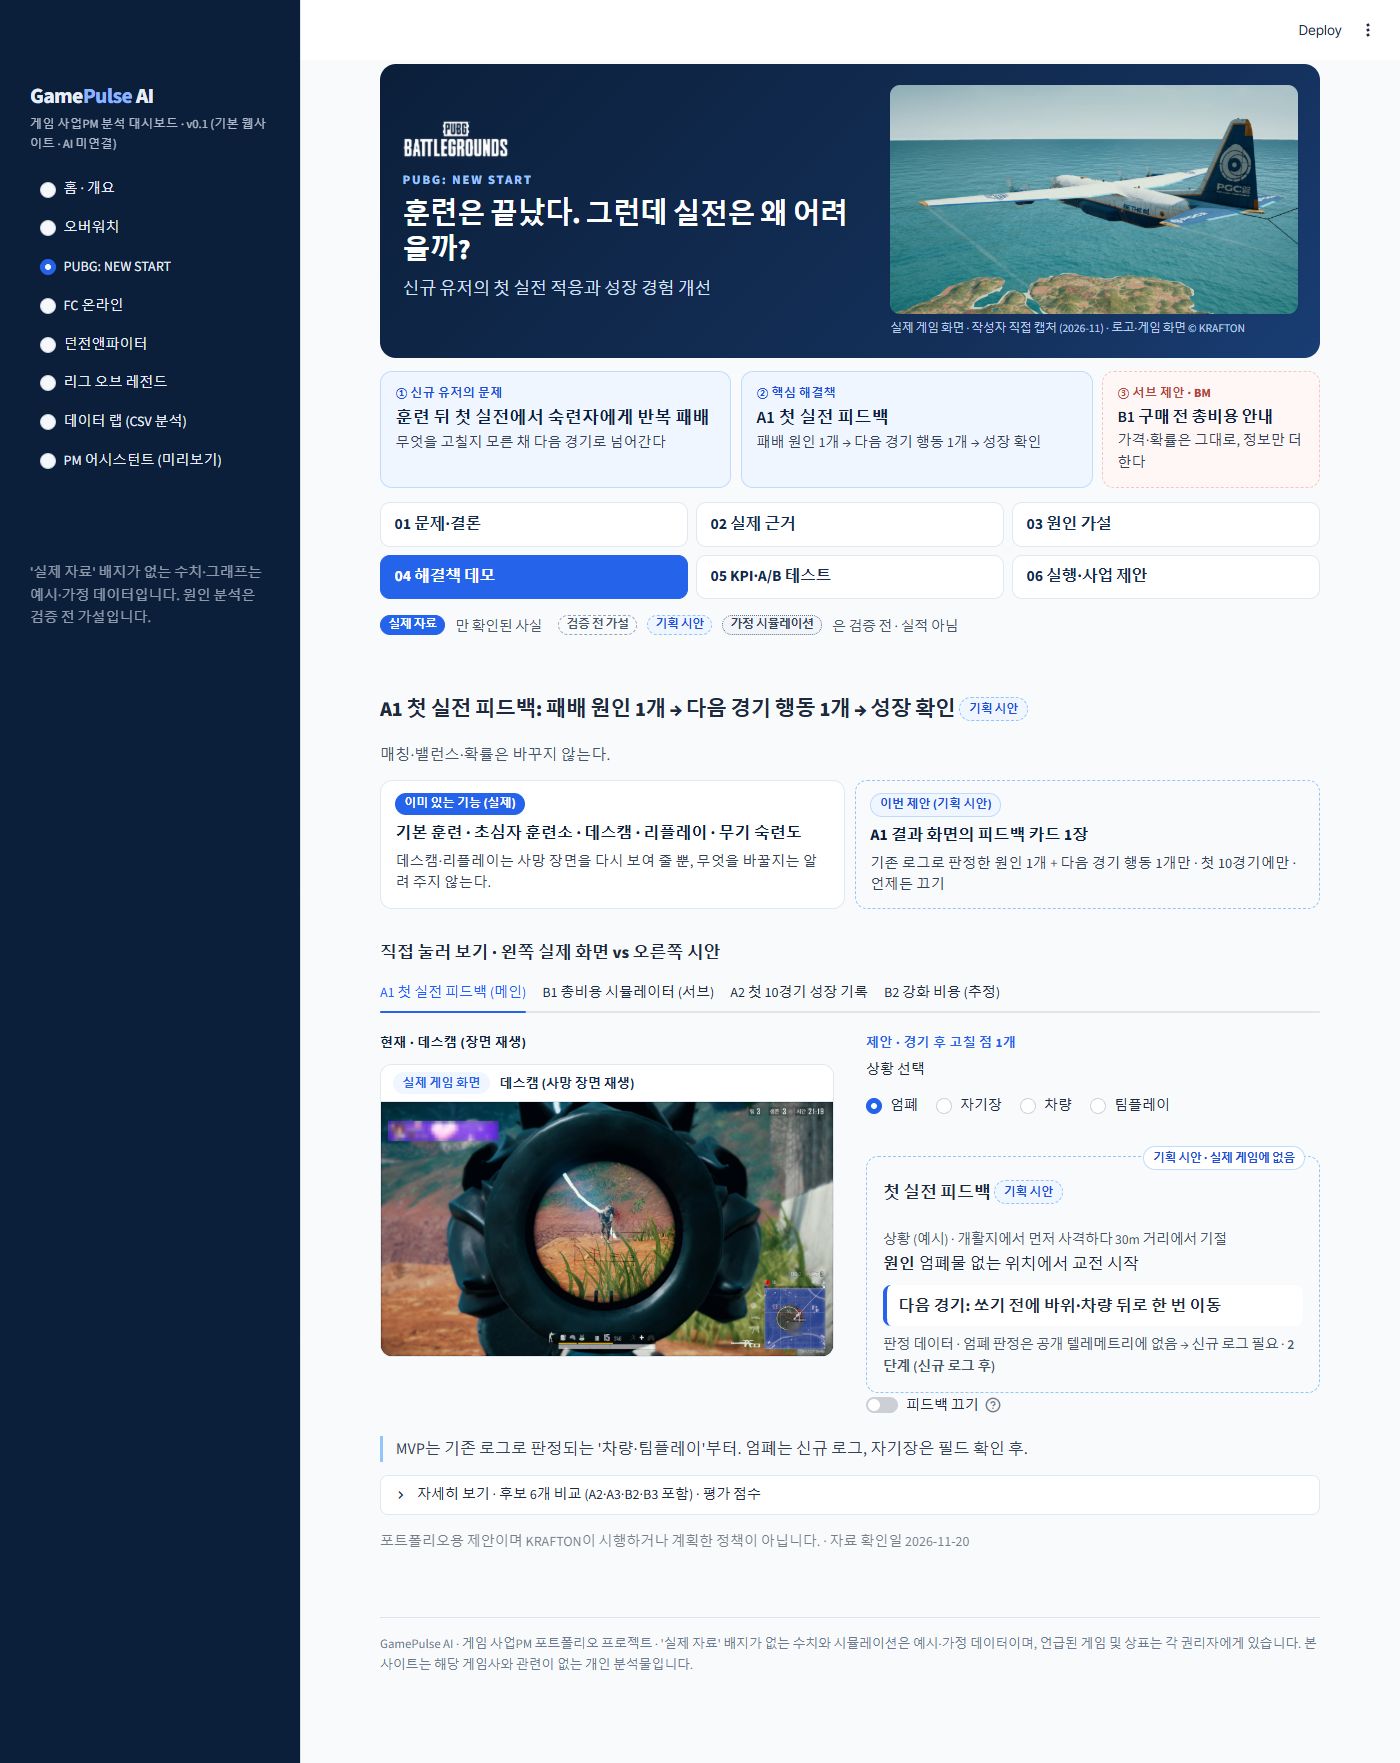 Deploy
GamePulse AI
게임 사업PM 분석 대시보드 · v0.1 (기본 웹사
이트 · AI 미연결)
홈 · 개요
오버워치
PUBG: NEW START
FC 온라인
던전앤파이터
리그 오브 레전드
데이터 랩 (CSV 분석)
PM 어시스턴트 (미리보기)
'실제 자료' 배지가 없는 수치·그래프는
예시·가정 데이터입니다. 원인 분석은
검증 전 가설입니다.
PUBG
BATTLEGROUNDS
PUBG: NEW START
훈련은 끝났다. 그런데 실전은 왜 어려
울까?
신규 유저의 첫 실전 적응과 성장 경험 개선
PGC
실제 게임 화면 · 작성자 직접 캡처 (2026-11) · 로고·게임 화면 © KRAFTON
① 신규 유저의 문제
훈련 뒤 첫 실전에서 숙련자에게 반복 패배
무엇을 고칠지 모른 채 다음 경기로 넘어간다
② 핵심 해결책
A1 첫 실전 피드백
패배 원인 1개 → 다음 경기 행동 1개 → 성장 확인
③ 서브 제안 · BM
B1 구매 전 총비용 안내
가격·확률은 그대로, 정보만 더
한다
01 문제·결론
02 실제 근거
03 원인 가설
04 해결책 데모
05 KPI·A/B 테스트
06 실행·사업 제안
실제 자료 만 확인된 사실 검증 전 가설 기획 시안 가정 시뮬레이션 은 검증 전 · 실적 아님
A1 첫 실전 피드백: 패배 원인 1개 → 다음 경기 행동 1개 → 성장 확인 기획 시안
매칭·밸런스·확률은 바꾸지 않는다.
이미 있는 기능 (실제)
기본 훈련 · 초심자 훈련소 · 데스캠 · 리플레이 · 무기 숙련도
데스캠·리플레이는 사망 장면을 다시 보여 줄 뿐, 무엇을 바꿀지는 알
려 주지 않는다.
이번 제안 (기획 시안)
A1 결과 화면의 피드백 카드 1장
기존 로그로 판정한 원인 1개 + 다음 경기 행동 1개만 · 첫 10경기에만 ·
언제든 끄기
직접 눌러 보기 · 왼쪽 실제 화면 vs 오른쪽 시안
A1 첫 실전 피드백 (메인)
B1 총비용 시뮬레이터 (서브)
A2 첫 10경기 성장 기록
B2 강화 비용 (추정)
현재 · 데스캠 (장면 재생)
실제 게임 화면 데스캠 (사망 장면 재생)
제안 · 경기 후 고칠 점 1개
상황 선택
엄폐
자기장
차량
팀플레이
기획 시안 · 실제 게임에 없음
첫 실전 피드백 기획 시안
상황 (예시) · 개활지에서 먼저 사격하다 30m 거리에서 기절
원인 엄폐물 없는 위치에서 교전 시작
다음 경기: 쏘기 전에 바위·차량 뒤로 한 번 이동
판정 데이터 · 엄폐 판정은 공개 텔레메트리에 없음 → 신규 로그 필요 · 2
단계 (신규 로그 후)
피드백 끄기
MVP는 기존 로그로 판정되는 '차량·팀플레이'부터. 엄폐는 신규 로그, 자기장은 필드 확인 후.
자세히 보기 · 후보 6개 비교 (A2·A3·B2·B3 포함) · 평가 점수
포트폴리오용 제안이며 KRAFTON이 시행하거나 계획한 정책이 아닙니다. · 자료 확인일 2026-11-20
GamePulse AI · 게임 사업PM 포트폴리오 프로젝트 · '실제 자료' 배지가 없는 수치와 시뮬레이션은 예시·가정 데이터이며, 언급된 게임 및 상표는 각 권리자에게 있습니다. 본
사이트는 해당 게임사와 관련이 없는 개인 분석물입니다.